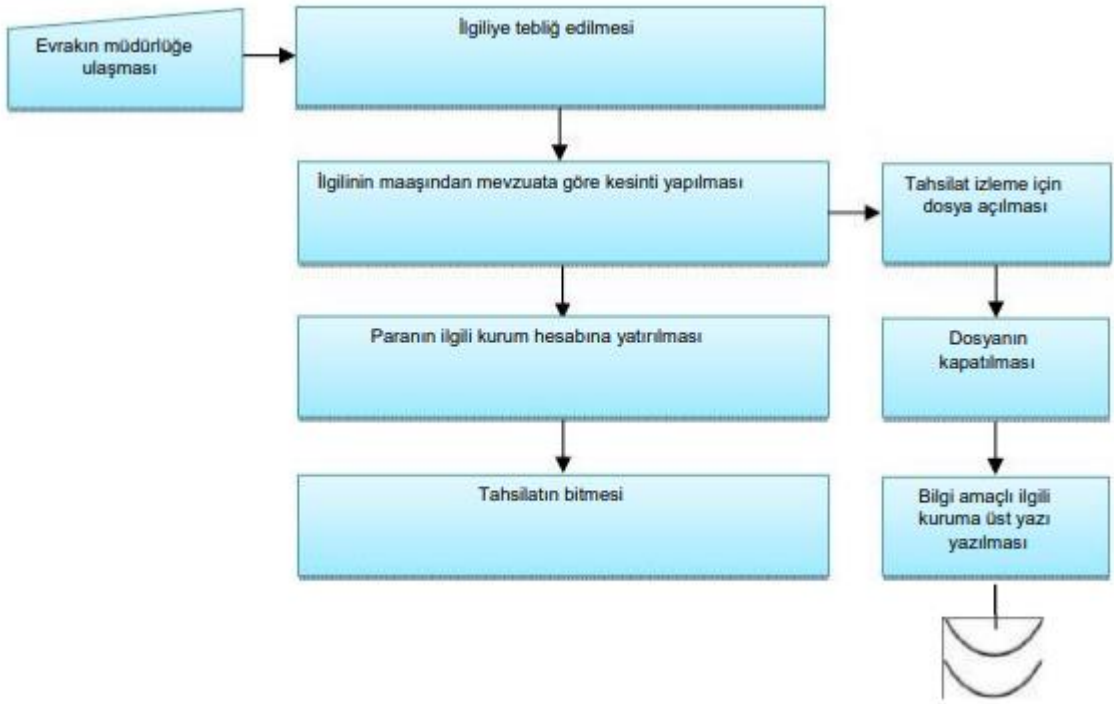 Evrakın müdürlüğe
ulaşması
İlgiliye tebliğ edilmesi
İlgilinin maaşından mevzuata göre kesinti yapılması
Tahsilat izleme için
dosya açılması
Paranın ilgili kurum hesabına yatırılması
Dosyanın
kapatılması
Tahsilatın bitmesi
Bilgi amaçlı ilgili
kuruma üst yazı
yazılması